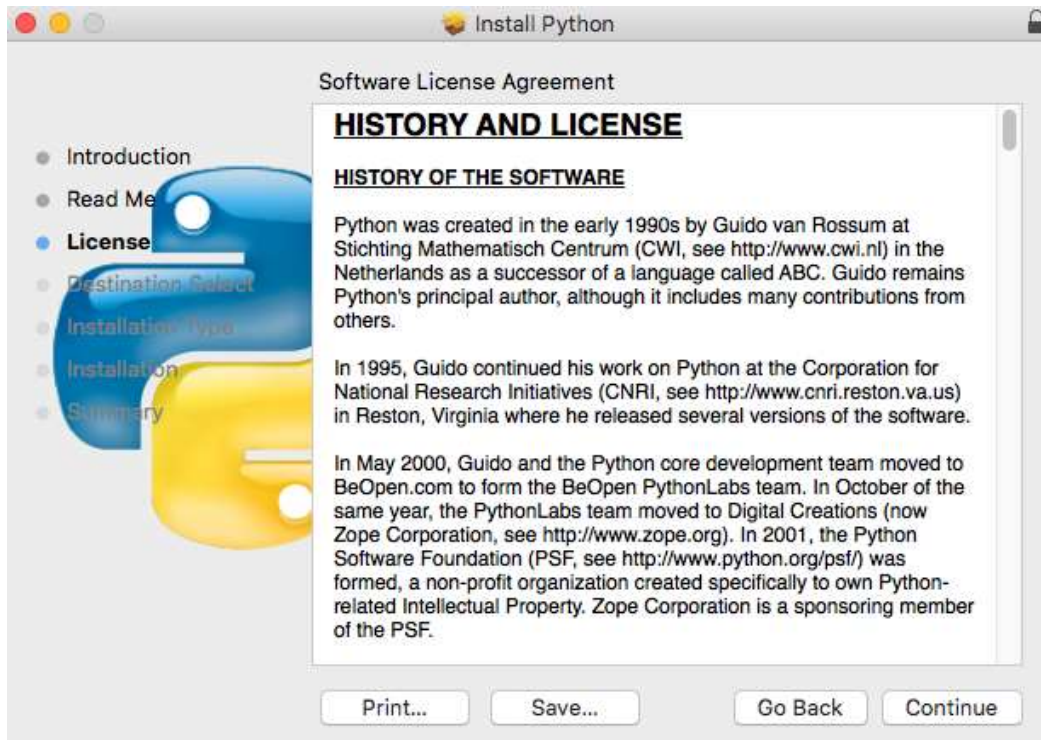 Install Python
Software License Agreement
Introduction
Read Me
License
Destination Select
Installation Type
Installation
Summary
HISTORY AND LICENSE
HISTORY OF THE SOFTWARE
Python was created in the early 1990s by Guido van Rossum at
Stichting Mathematisch Centrum (CWI, see http://www.cwi.nl) in the
Netherlands as a successor of a language called ABC. Guido remains
Python's principal author, although it includes many contributions from
others.
In 1995, Guido continued his work on Python at the Corporation for
National Research Initiatives (CNRI, see http://www.cnri.reston.va.us)
in Reston, Virginia where he released several versions of the software.
In May 2000, Guido and the Python core development team moved to
BeOpen.com to form the BeOpen PythonLabs team. In October of the
same year, the PythonLabs team moved to Digital Creations (now
Zope Corporation, see http://www.zope.org). In 2001, the Python
Software Foundation (PSF, see http://www.python.org/psf/) was
formed, a non-profit organization created specifically to own Python-
related Intellectual Property. Zope Corporation is a sponsoring member
of the PSF.
Print... Save... Go Back Continue